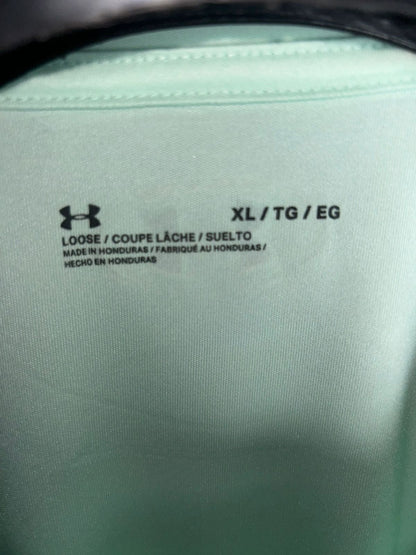 XL / TG / EG
LOOSE / COUPE LÂCHE / SUELTO
MADE IN HONDURAS / FABRIQUÉ AU HONDURAS /
HECHO EN HONDURAS